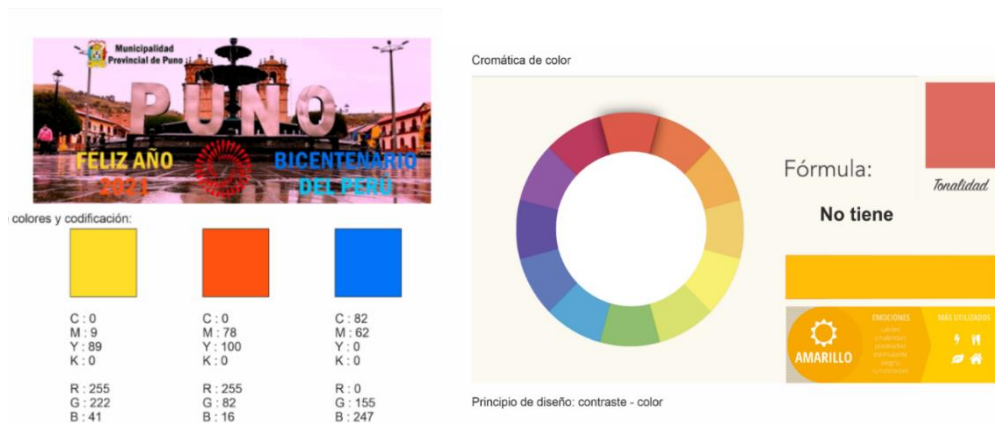 Municipalidad
Provincial de Puno
PUNO
FELIZ AÑO
2021
BICENTENARIO
DEL PERÚ
colores y codificación:
C : 0
M : 9
Y : 89
K : 0
R : 255
G : 222
B : 41
C : 0
M : 78
Y : 100
K : 0
R : 255
G : 82
B : 16
C : 82
M : 62
Y : 0
K : 0
R : 0
G : 155
B : 247
Cromática de color
Fórmula:
No tiene
Tonalidad
AMARILLO
EMOCIONES
MÁS UTILIZADOS
Principio de diseño: contraste - color